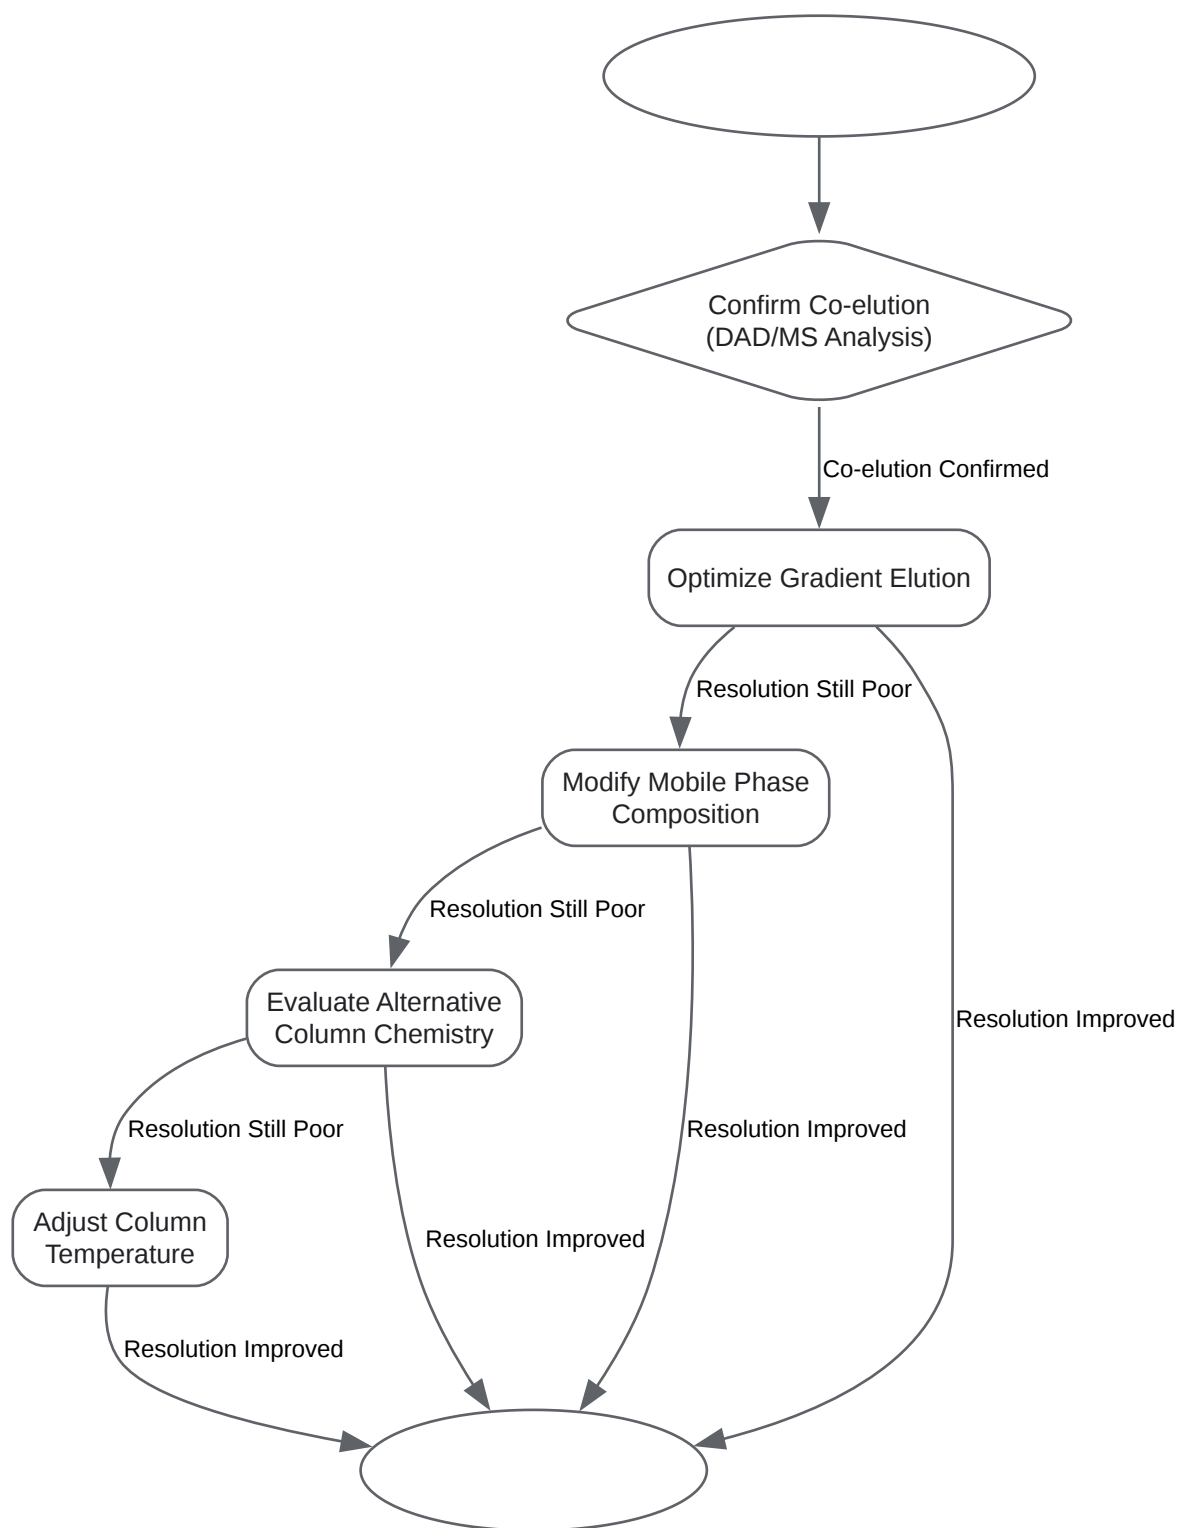 Confirm Co-elution
(DAD/MS Analysis)
Co-elution Confirmed
Optimize Gradient Elution
Resolution Still Poor
Modify Mobile Phase
Composition
Resolution Still Poor
Evaluate Alternative
Column Chemistry
Resolution Improved
Resolution Still Poor
Resolution Improved
Adjust Column
Temperature
Resolution Improved
Resolution Improved